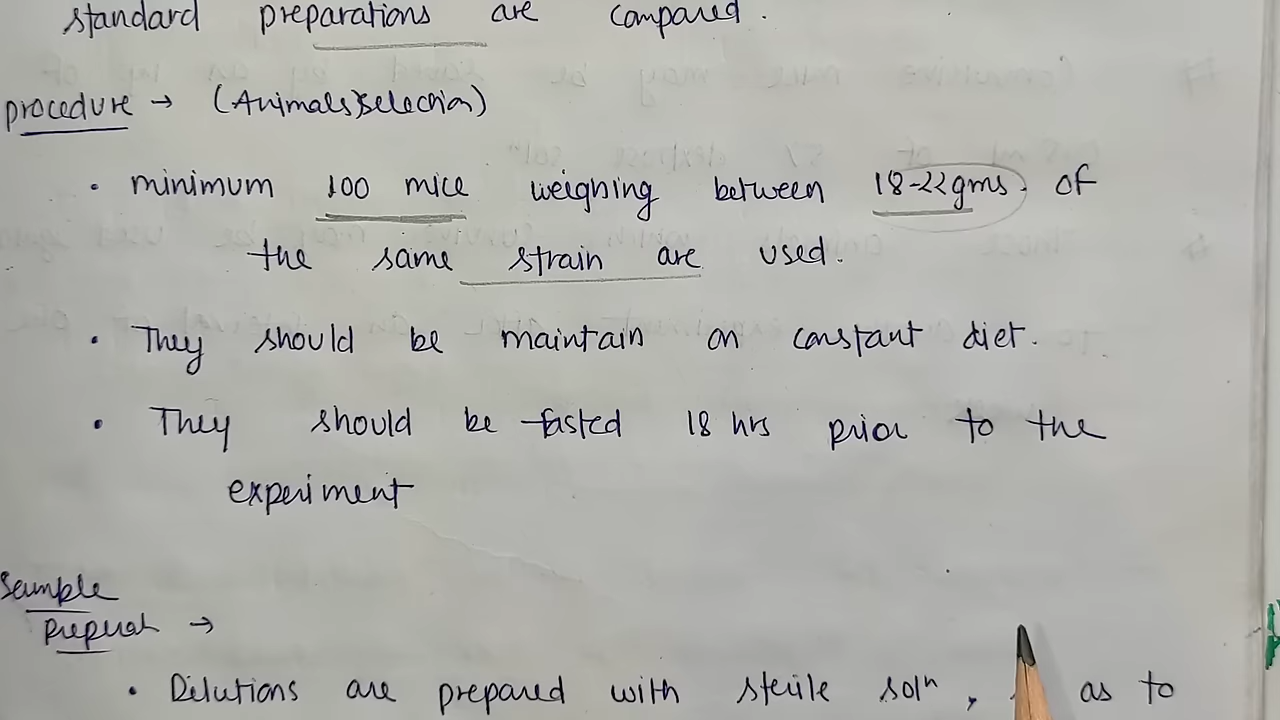 standard preparations are compared.
procedure → (Animals selection)
• minimum 100 mice weighing between 18-22gms. of
the same strain are used.
• They should be maintain on constant diet.
• They should be fasted 18 hrs prior to the
experiment
Sample
Preparat →
• Dilutions are prepared with sterile solⁿ, as to